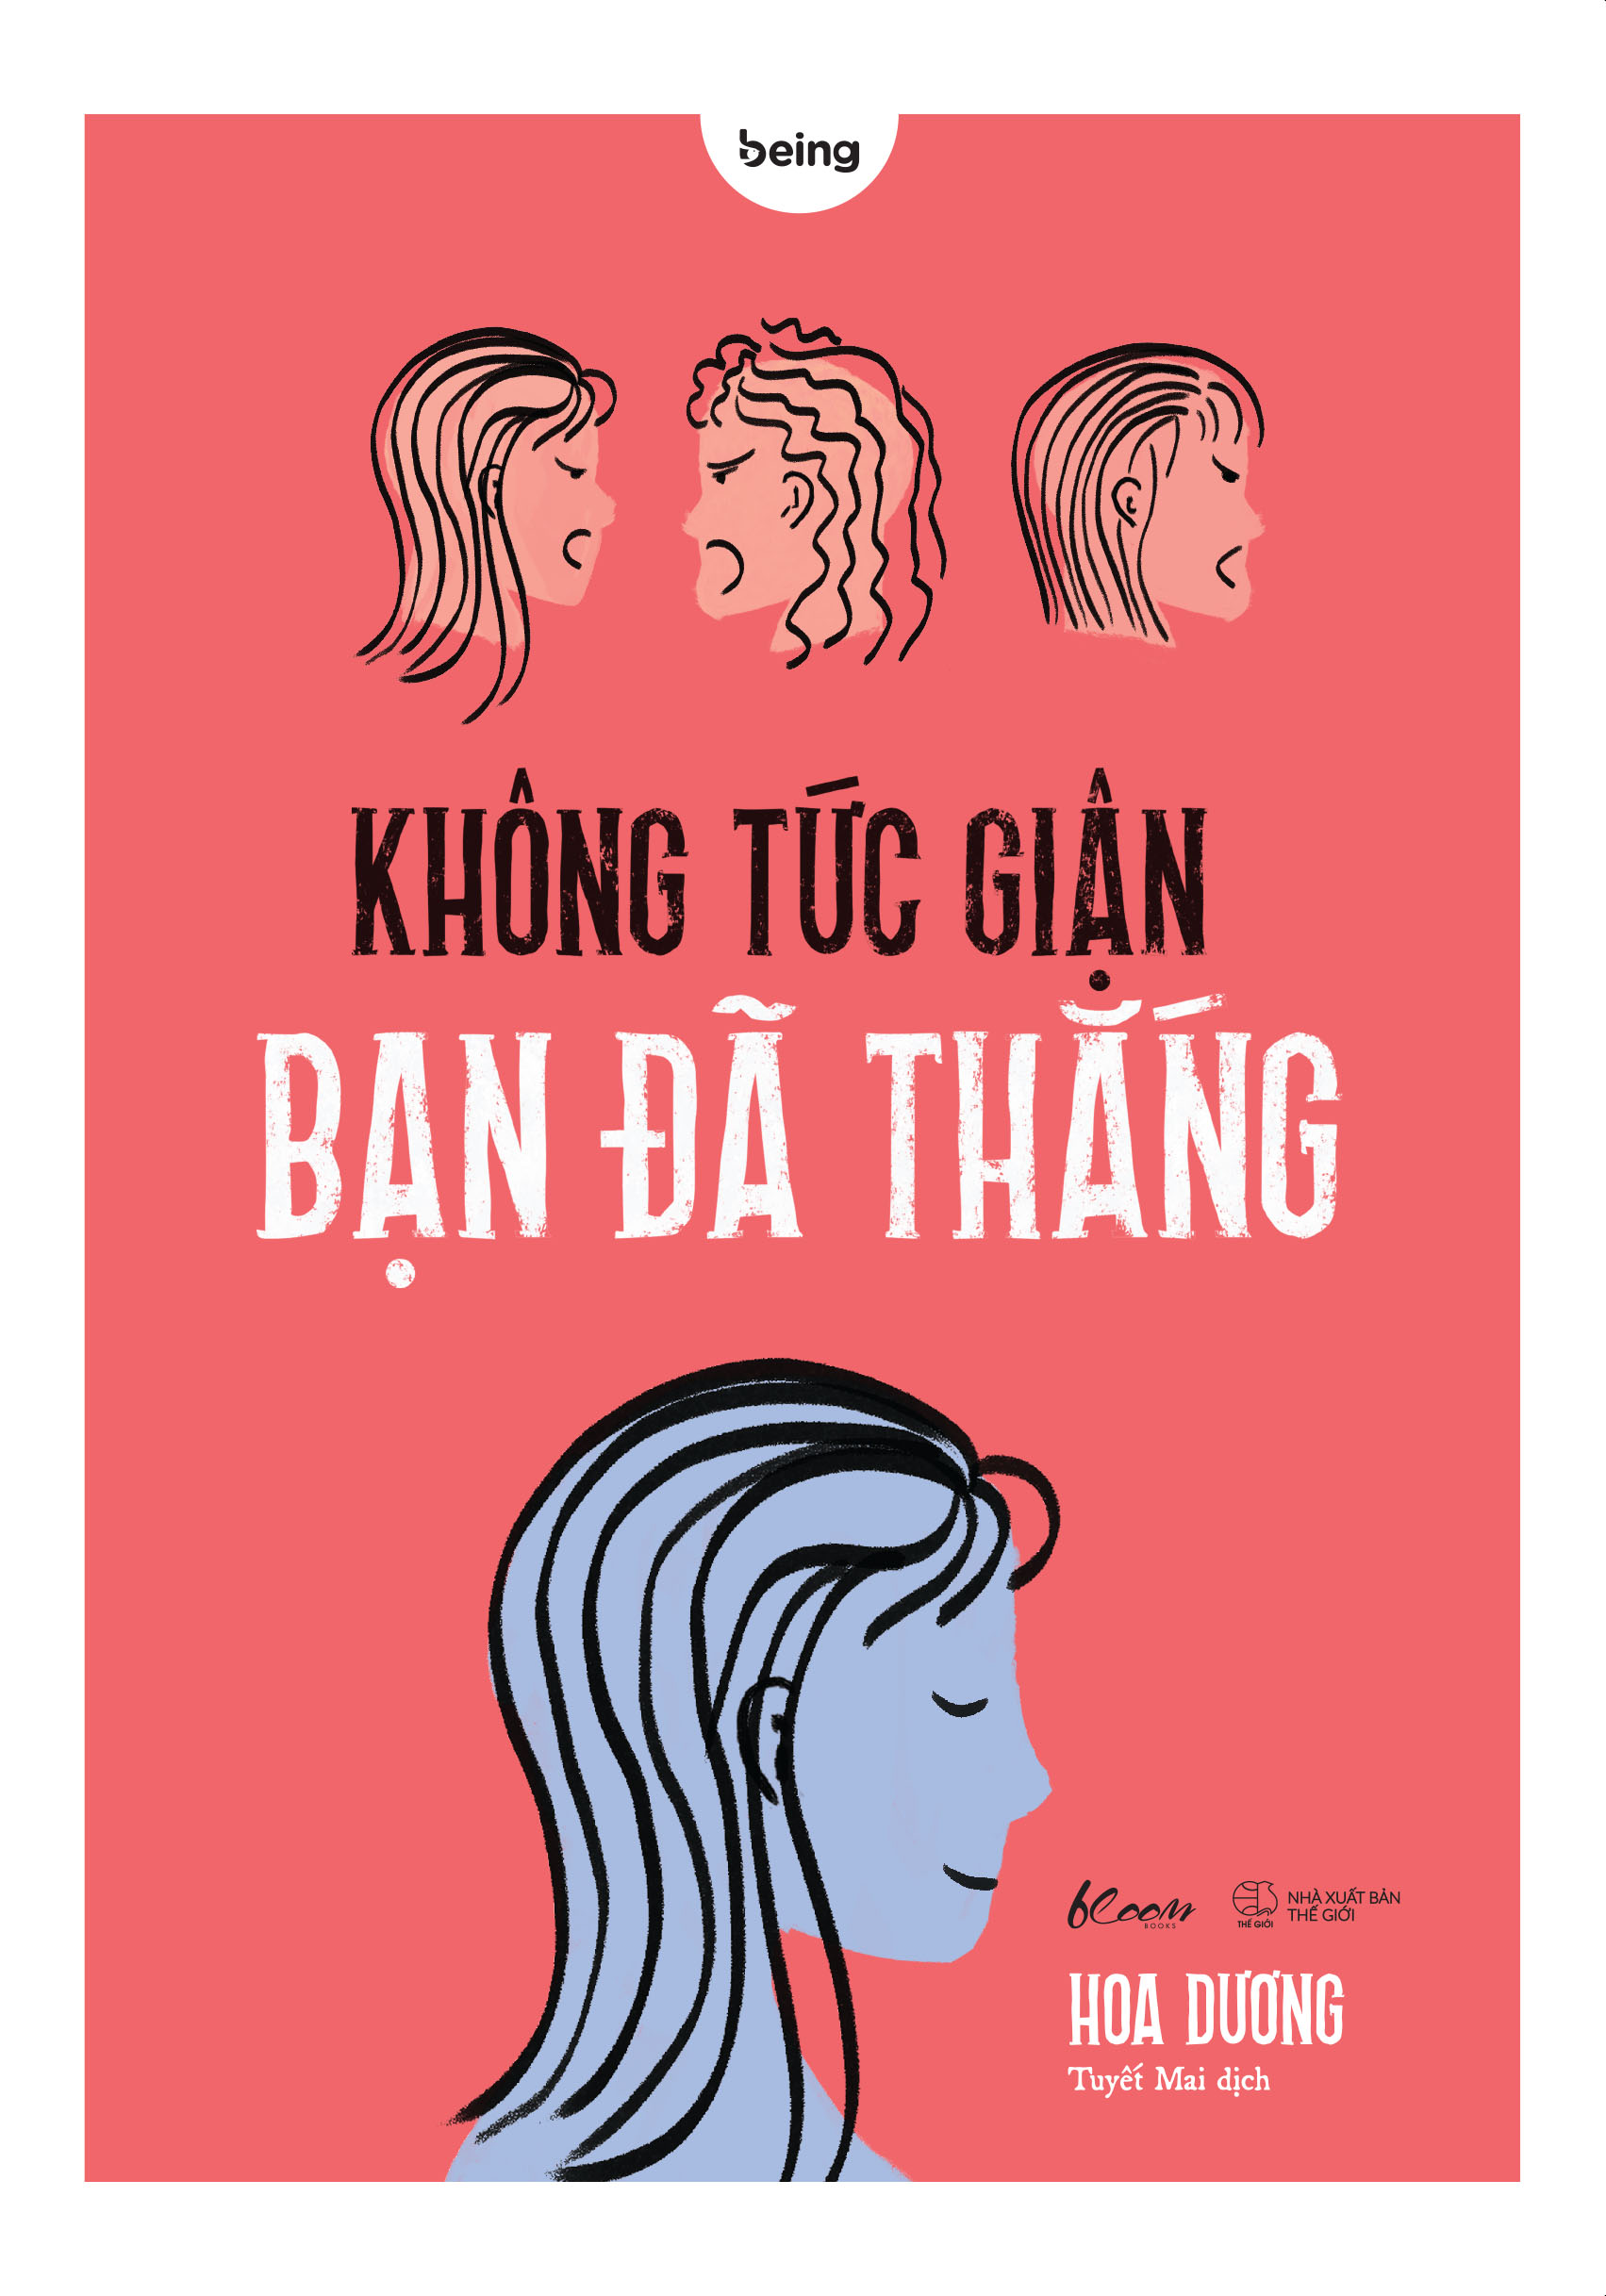 being
KHÔNG TỨC GIẬN
BẠN ĐÃ THẮNG
bloom
BOOKS
THẾ GIỚI
NHÀ XUẤT BẢN
THẾ GIỚI
HOA DƯƠNG
Tuyết Mai dịch